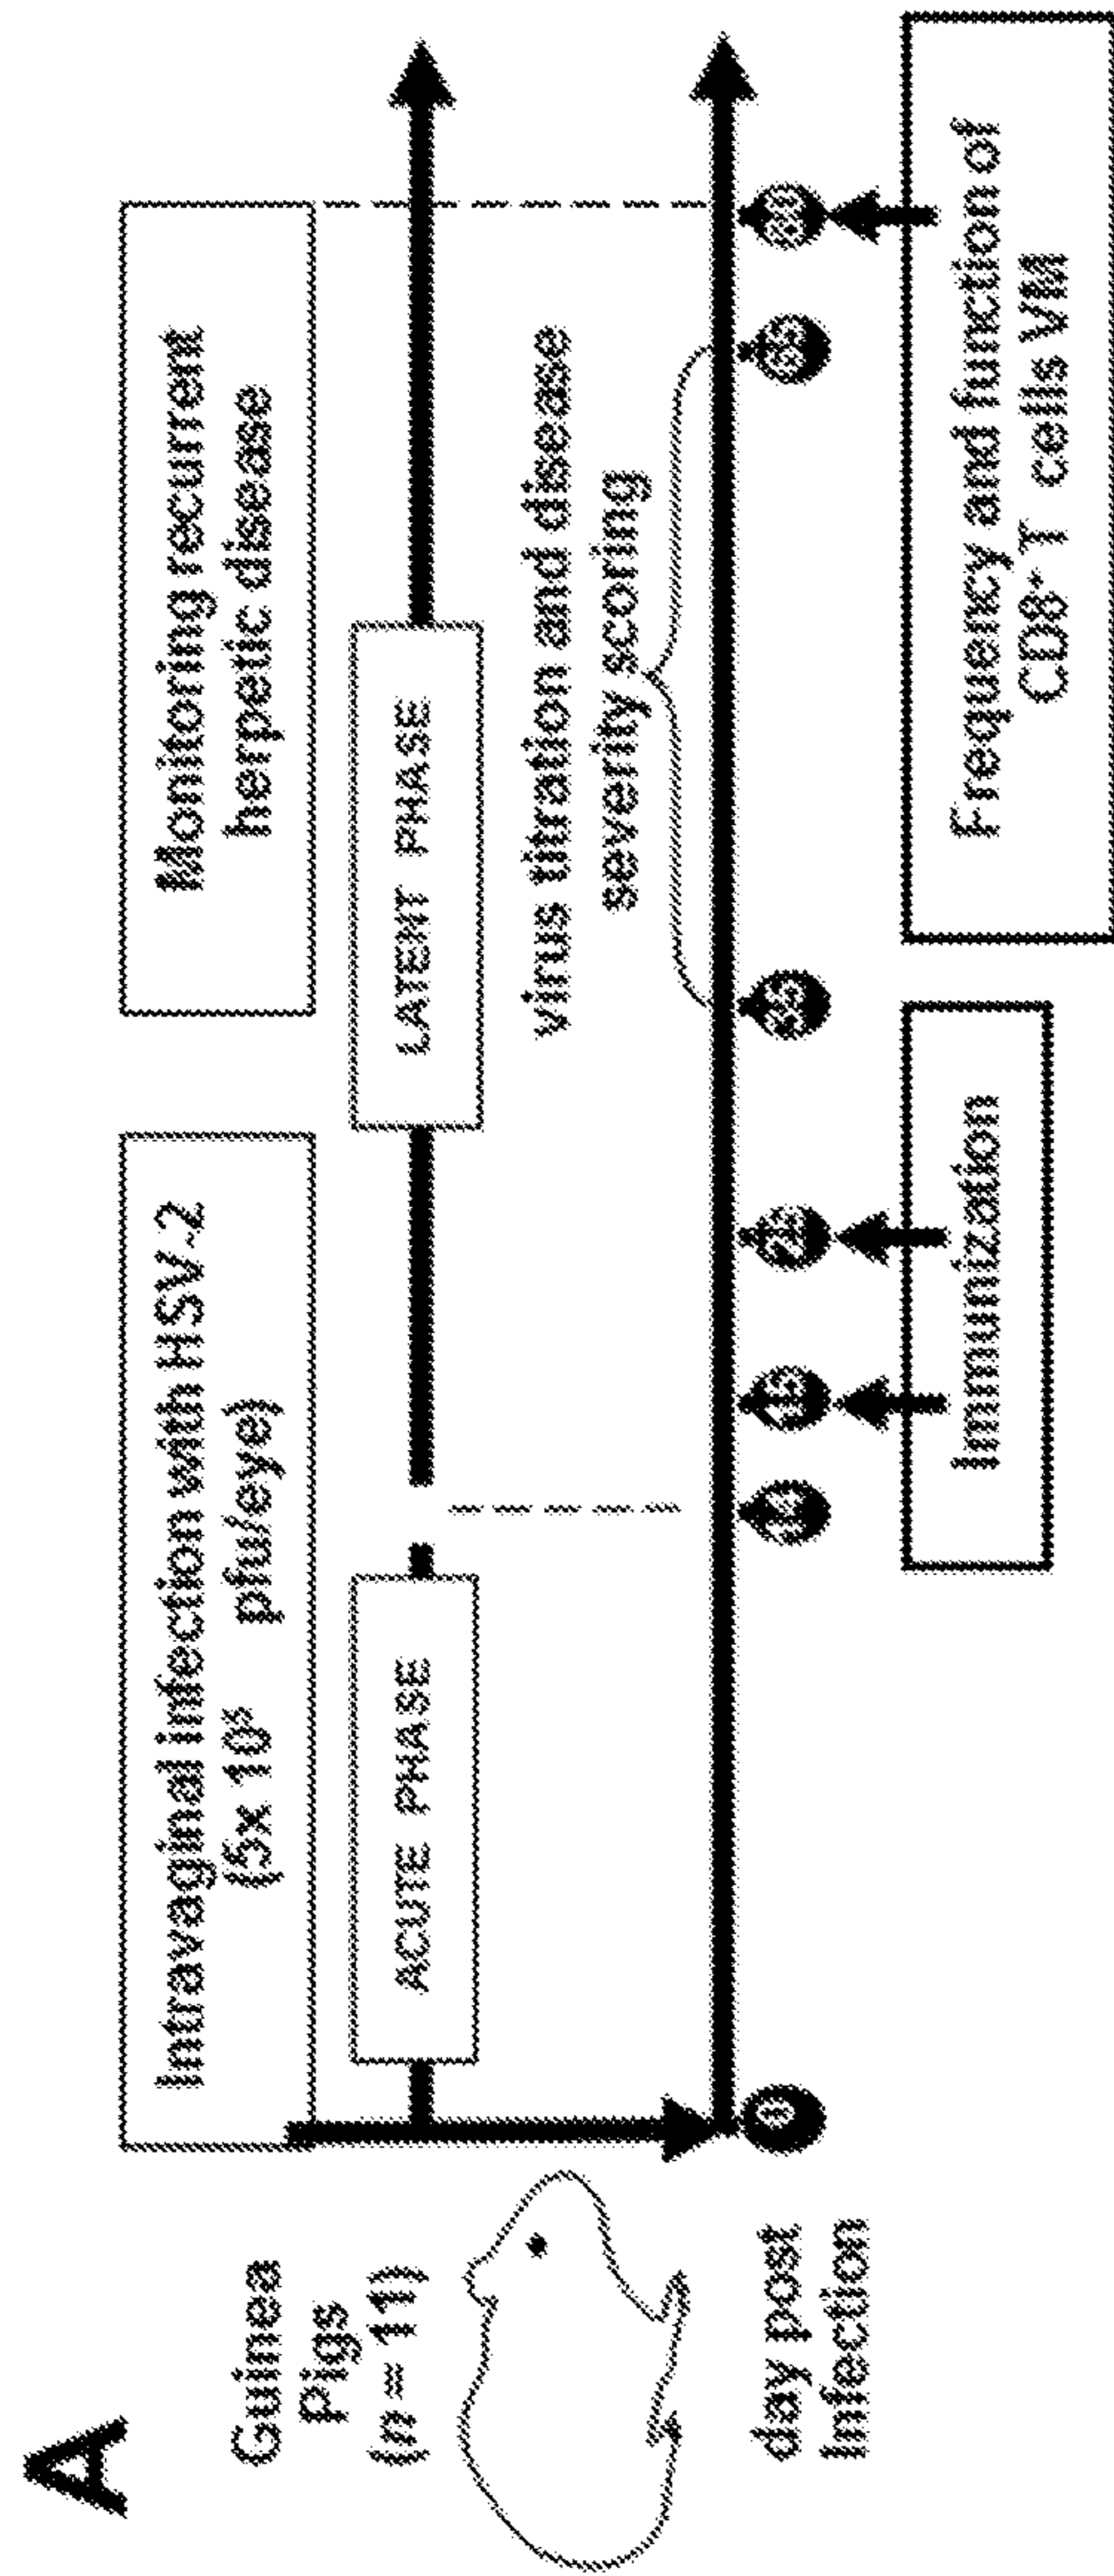 A
Guinea
Pigs
(n = 11)
Intravaginal infection with HSV-2
(5x 10⁵ pfu/eye)
Monitoring recurrent
herpetic disease
ACUTE PHASE
LATENT PHASE
virus titration and disease
severity scoring
day post
infection
0
15
Immunization
Frequency and function of
CD8⁺ T cells VM